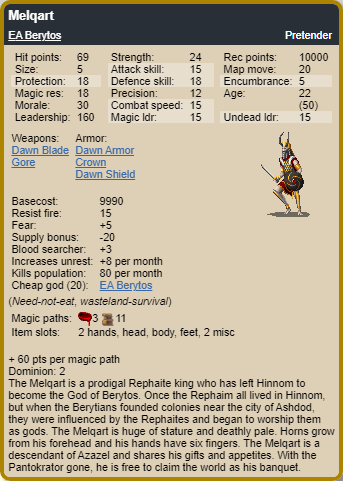 Melqart
EA Berytos Pretender
Hit points: 69 Strength: 24 Rec points: 10000
Size: 5 Attack skill: 15 Map move: 20
Protection: 18 Defence skill: 18 Encumbrance: 5
Magic res: 18 Precision: 12 Age: 22
Morale: 30 Combat speed: 15 (50)
Leadership: 160 Magic ldr: 15 Undead ldr: 15
Weapons: Armor:
Dawn Blade Dawn Armor
Gore Crown
Dawn Shield
Basecost: 9990
Resist fire: 15
Fear: +5
Supply bonus: -20
Blood searcher: +3
Increases unrest: +8 per month
Kills population: 80 per month
Cheap god (20): EA Berytos
(Need-not-eat, wasteland-survival)
Magic paths: 3 11
Item slots: 2 hands, head, body, feet, 2 misc
+ 60 pts per magic path
Dominion: 2
The Melqart is a prodigal Rephaite king who has left Hinnom to
become the God of Berytos. Once the Rephaim all lived in Hinnom,
but when the Berytians founded colonies near the city of Ashdod,
they were influenced by the Rephaites and began to worship them
as gods. The Melqart is huge of stature and deathly pale. Horns grow
from his forehead and his hands have six fingers. The Melqart is a
descendant of Azazel and shares his gifts and appetites. With the
Pantokrator gone, he is free to claim the world as his banquet.